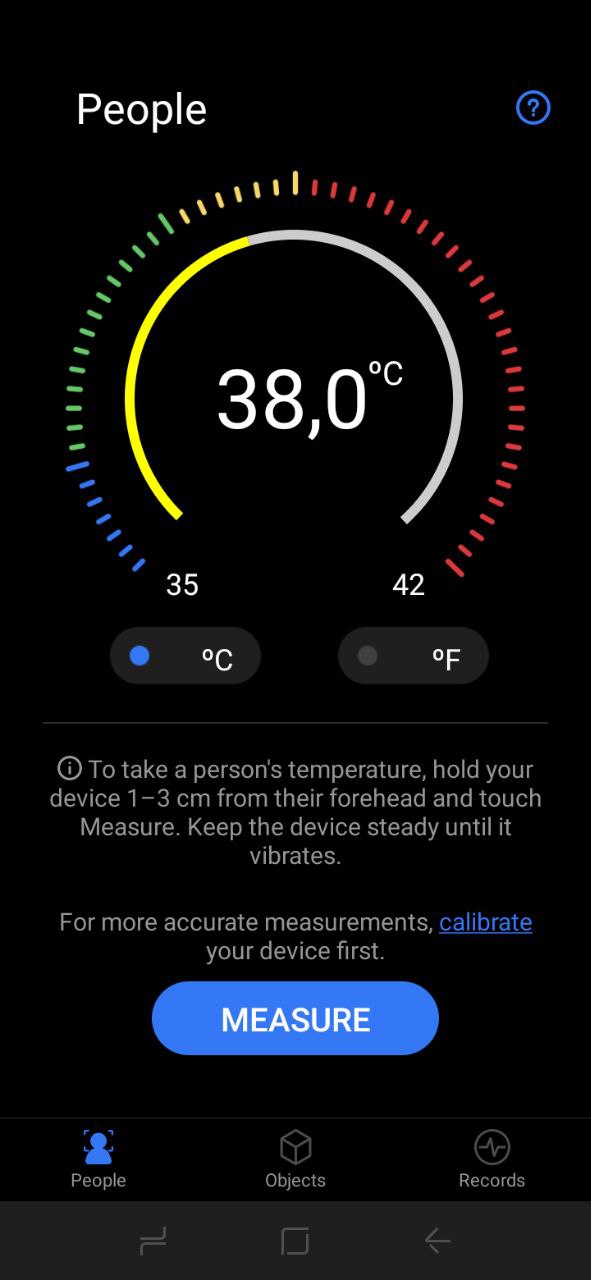 People
?
38,0
ºC
35
42
ºC
ºF
To take a person's temperature, hold your
device 1–3 cm from their forehead and touch
Measure. Keep the device steady until it
vibrates.
For more accurate measurements, calibrate
your device first.
MEASURE
People
Objects
Records